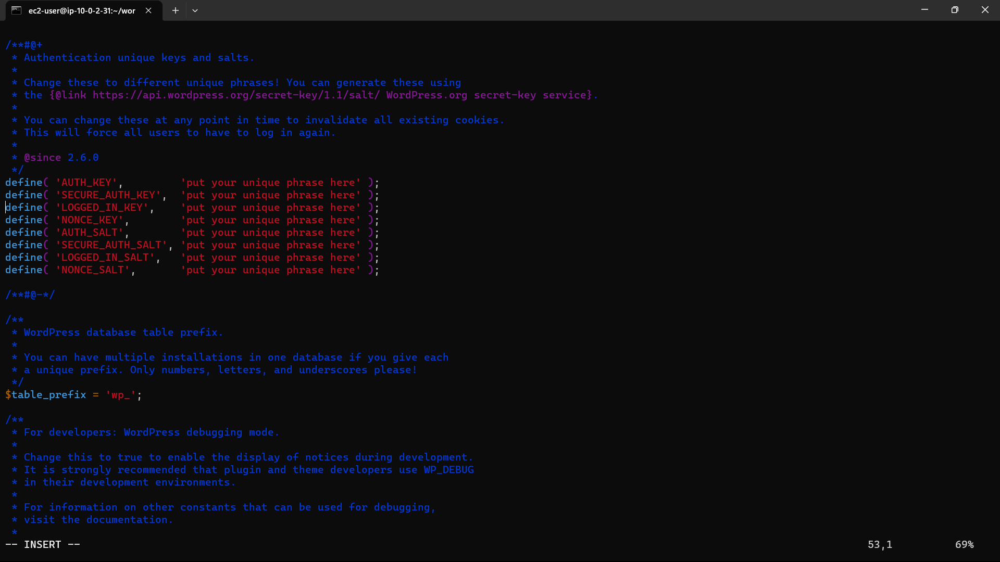 ec2-user@ip-10-0-2-31:~/wor
/**#@+
 * Authentication unique keys and salts.
 *
 * Change these to different unique phrases! You can generate these using
 * the {@link https://api.wordpress.org/secret-key/1.1/salt/ WordPress.org secret-key service}.
 *
 * You can change these at any point in time to invalidate all existing cookies.
 * This will force all users to have to log in again.
 *
 * @since 2.6.0
 */
define( 'AUTH_KEY',         'put your unique phrase here' );
define( 'SECURE_AUTH_KEY',  'put your unique phrase here' );
define( 'LOGGED_IN_KEY',    'put your unique phrase here' );
define( 'NONCE_KEY',        'put your unique phrase here' );
define( 'AUTH_SALT',        'put your unique phrase here' );
define( 'SECURE_AUTH_SALT', 'put your unique phrase here' );
define( 'LOGGED_IN_SALT',   'put your unique phrase here' );
define( 'NONCE_SALT',       'put your unique phrase here' );

/**#@-*/

/**
 * WordPress database table prefix.
 *
 * You can have multiple installations in one database if you give each
 * a unique prefix. Only numbers, letters, and underscores please!
 */
$table_prefix = 'wp_';

/**
 * For developers: WordPress debugging mode.
 *
 * Change this to true to enable the display of notices during development.
 * It is strongly recommended that plugin and theme developers use WP_DEBUG
 * in their development environments.
 *
 * For information on other constants that can be used for debugging,
 * visit the documentation.
 *
-- INSERT -- 53,1 69%